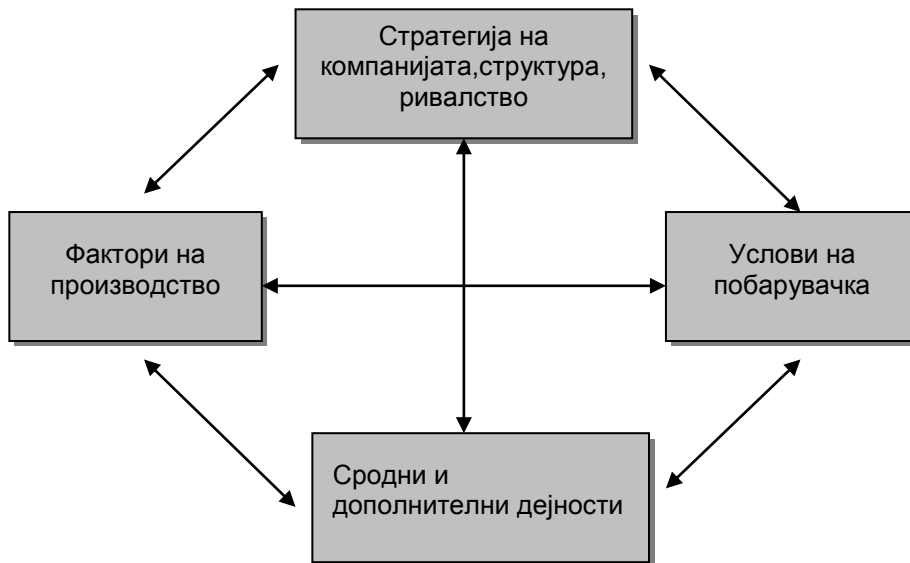 Стратегија на
компанијата,структура,
ривалство
Фактори на
производство
Услови на
побарувачка
Сродни и
дополнителни дејности